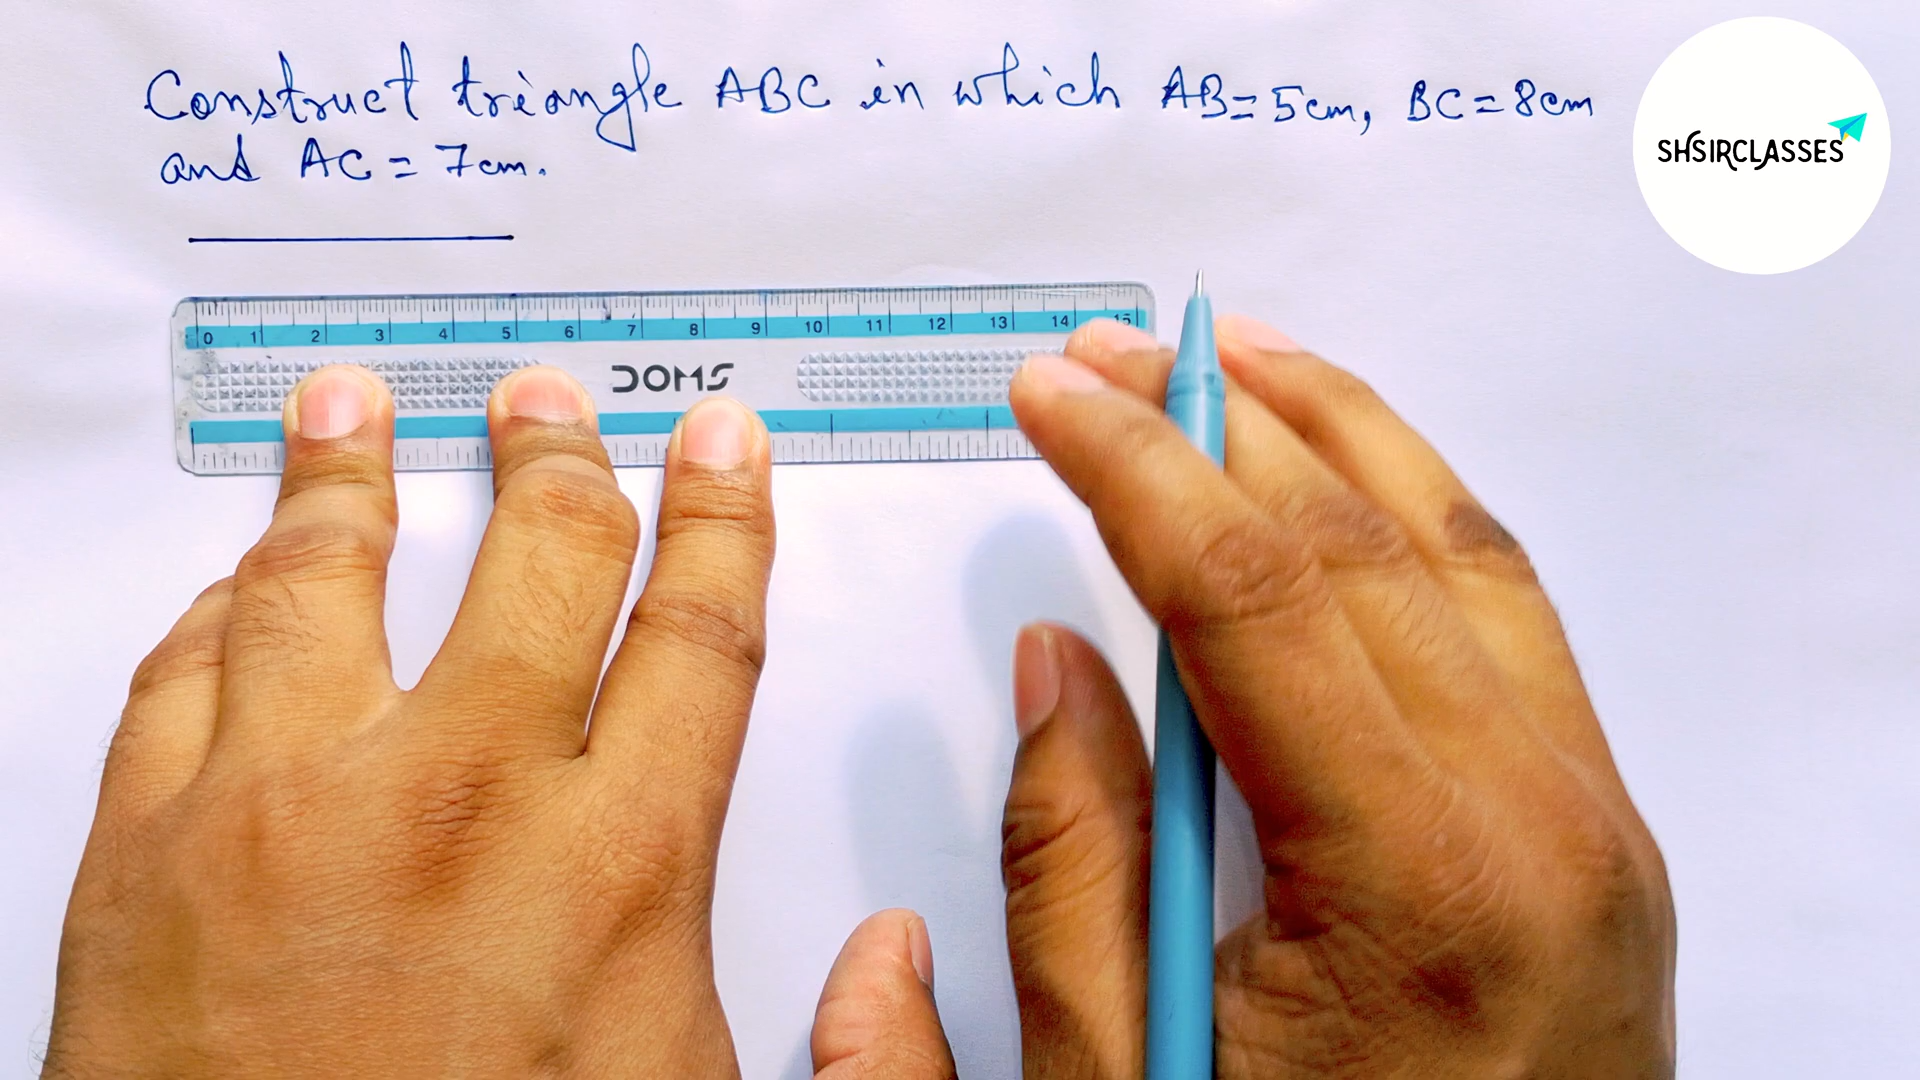 Construct triangle ABC in which AB=5cm, BC=8cm
and AC=7cm.
SHSIRCLASSES
0 1 2 3 4 5 6 7 8 9 10 11 12 13 14 15
DOMS